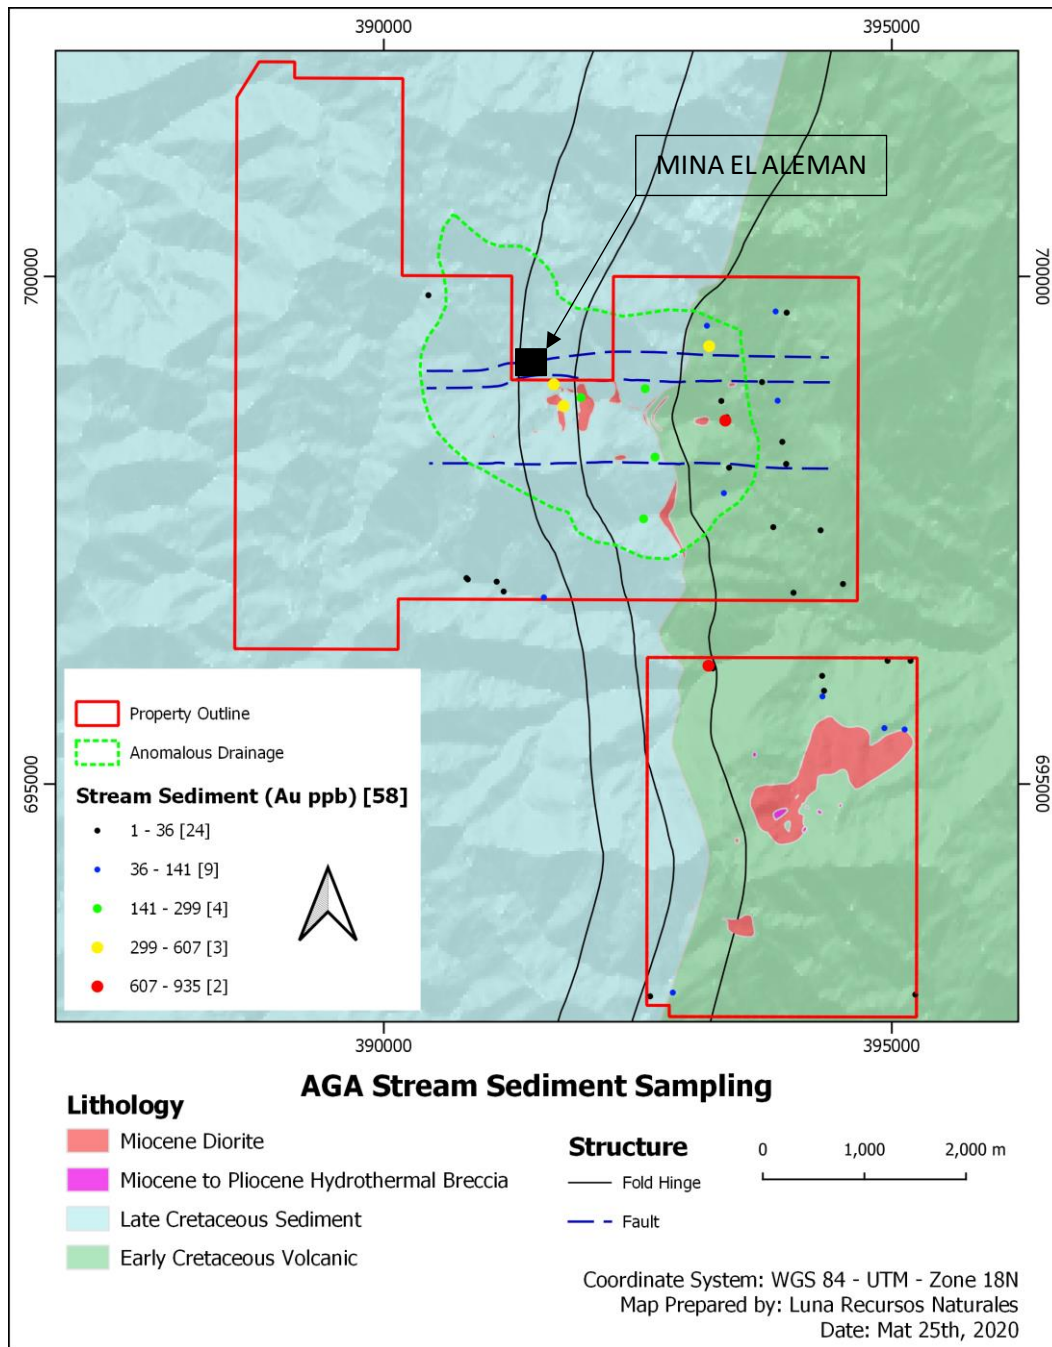 390000
395000
MINA EL ALEMAN
700000
700000
Property Outline
Anomalous Drainage
Stream Sediment (Au ppb) [58]
1 - 36 [24]
36 - 141 [9]
141 - 299 [4]
299 - 607 [3]
607 - 935 [2]
695000
695000
390000
395000
AGA Stream Sediment Sampling
Lithology
Miocene Diorite
Miocene to Pliocene Hydrothermal Breccia
Late Cretaceous Sediment
Early Cretaceous Volcanic
Structure
Fold Hinge
Fault
0 1,000 2,000 m
Coordinate System: WGS 84 - UTM - Zone 18N
Map Prepared by: Luna Recursos Naturales
Date: Mat 25th, 2020